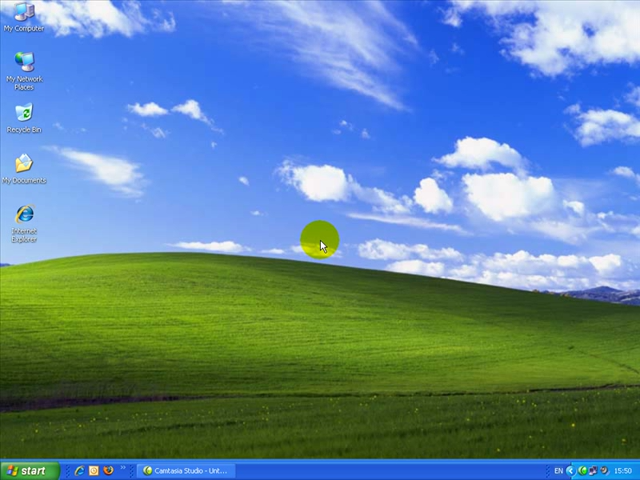 My Computer
My Network
Places
Recycle Bin
My Documents
Internet
Explorer
start
Camtasia Studio - Unt...
EN
15:50